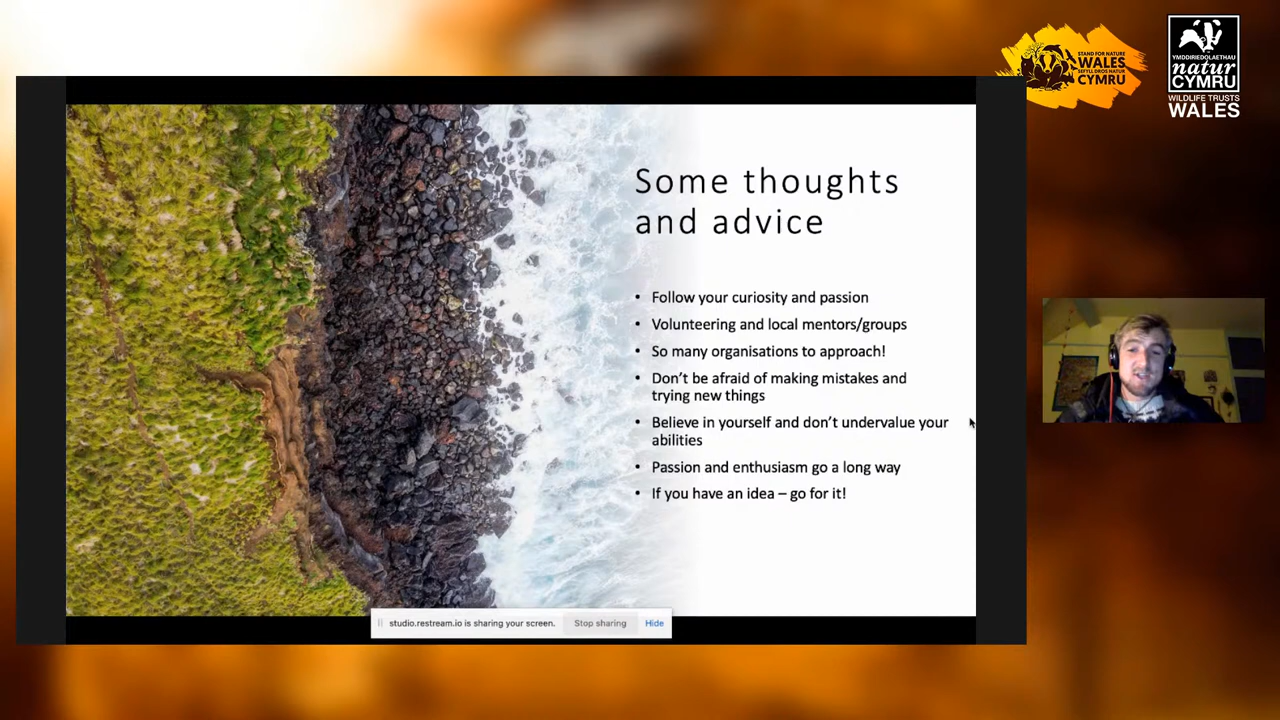 STAND FOR NATURE
WALES
SEFYLL DROS NATUR
CYMRU
YMDDIRIEDOLAETHAU
natur
CYMRU
WILDLIFE TRUSTS
WALES
Some thoughts
and advice
• Follow your curiosity and passion
• Volunteering and local mentors/groups
• So many organisations to approach!
• Don't be afraid of making mistakes and
trying new things
• Believe in yourself and don't undervalue your
abilities
• Passion and enthusiasm go a long way
• If you have an idea – go for it!
studio.restream.io is sharing your screen. Stop sharing Hide